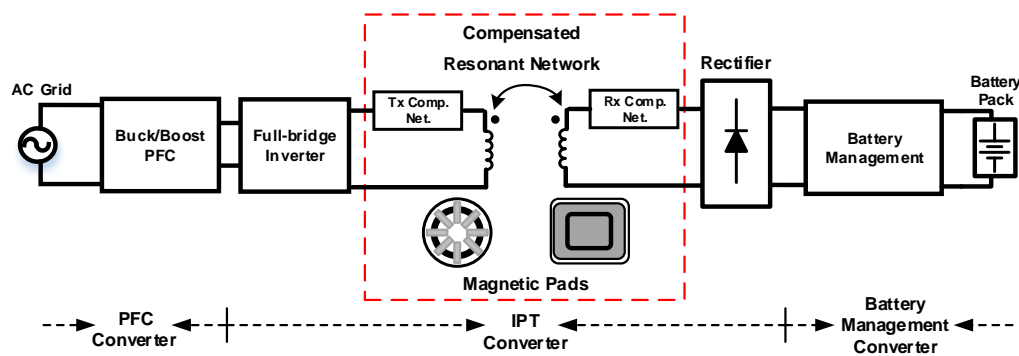 Compensated
Resonant Network
AC Grid
Buck/Boost
PFC
Full-bridge
Inverter
Tx Comp.
Net.
Rx Comp.
Net.
Rectifier
Battery
Management
Battery
Pack
Magnetic Pads
PFC
Converter
IPT
Converter
Battery
Management
Converter